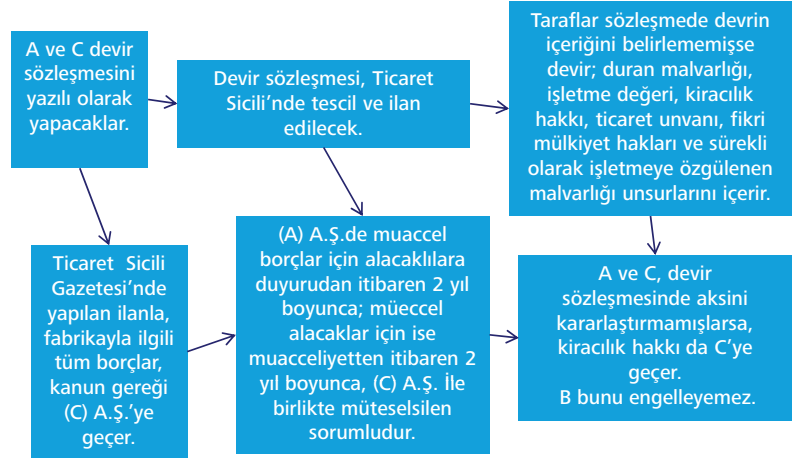 A ve C devir
sözleşmesini
yazılı olarak
yapacaklar.
Devir sözleşmesi, Ticaret
Sicili’nde tescil ve ilan
edilecek.
Taraflar sözleşmede devrin
içeriğini belirlememişse
devir; duran malvarlığı,
işletme değeri, kiracılık
hakkı, ticaret unvanı, fikri
mülkiyet hakları ve sürekli
olarak işletmeye özgülenen
malvarlığı unsurlarını içerir.
Ticaret Sicili
Gazetesi’nde
yapılan ilanla,
fabrikayla ilgili
tüm borçlar,
kanun gereği
(C) A.Ş.’ye
geçer.
(A) A.Ş.de muaccel
borçlar için alacaklılara
duyurudan itibaren 2 yıl
boyunca; müeccel
alacaklar için ise
muacceliyetten itibaren 2
yıl boyunca, (C) A.Ş. İle
birlikte müteselsilen
sorumludur.
A ve C, devir
sözleşmesinde aksini
kararlaştırmamışlarsa,
kiracılık hakkı da C’ye
geçer.
B bunu engelleyemez.